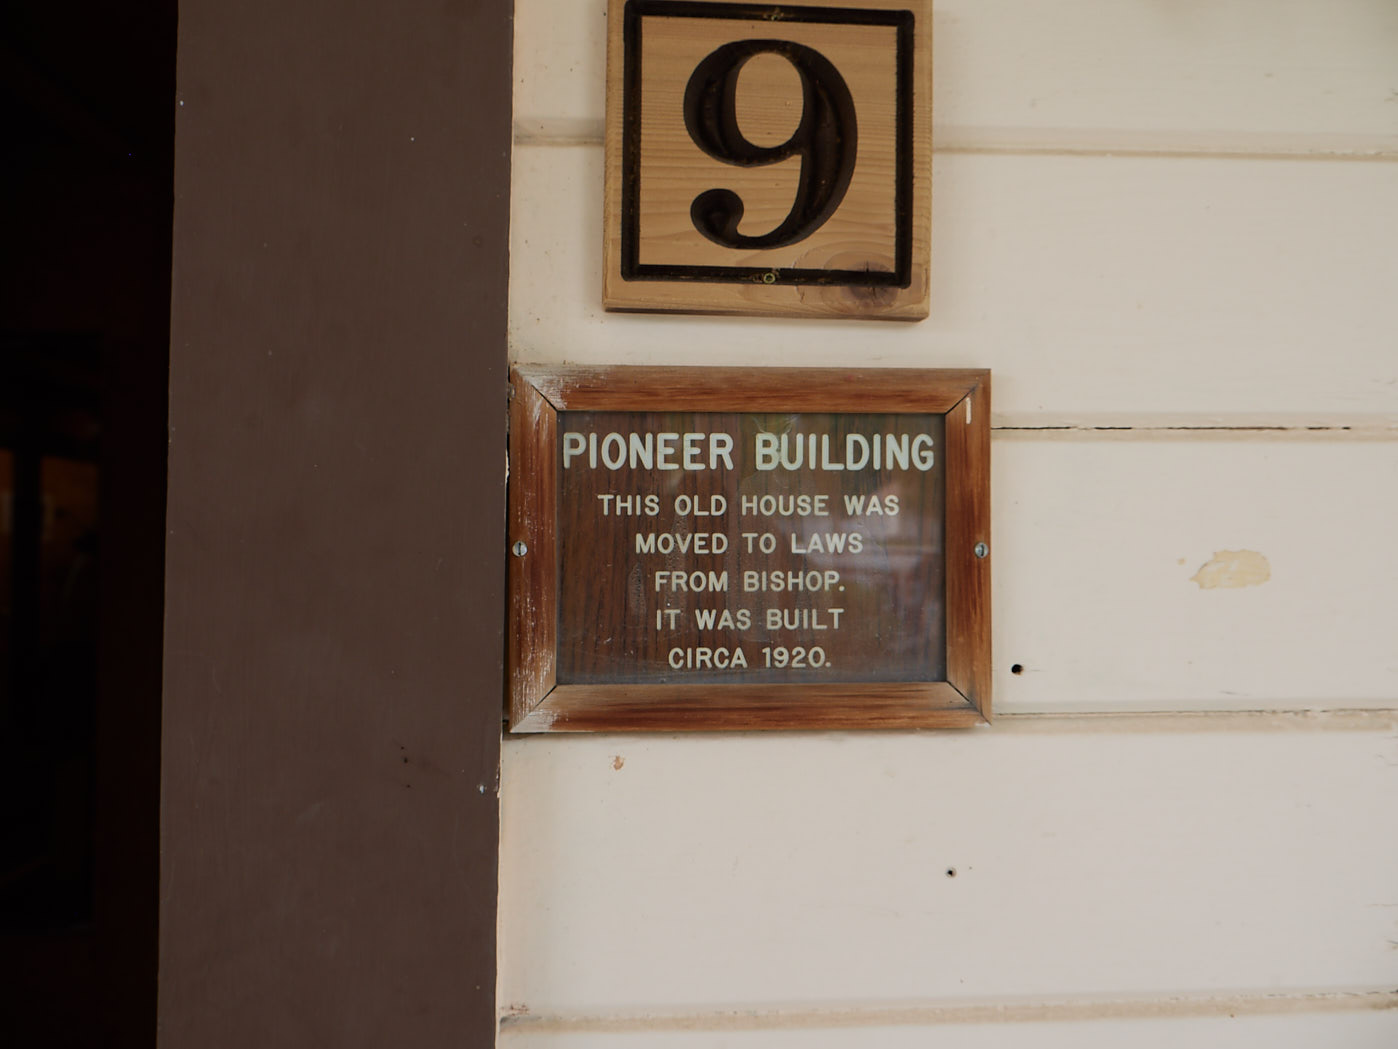 9
PIONEER BUILDING
THIS OLD HOUSE WAS
MOVED TO LAWS
FROM BISHOP.
IT WAS BUILT
CIRCA 1920.